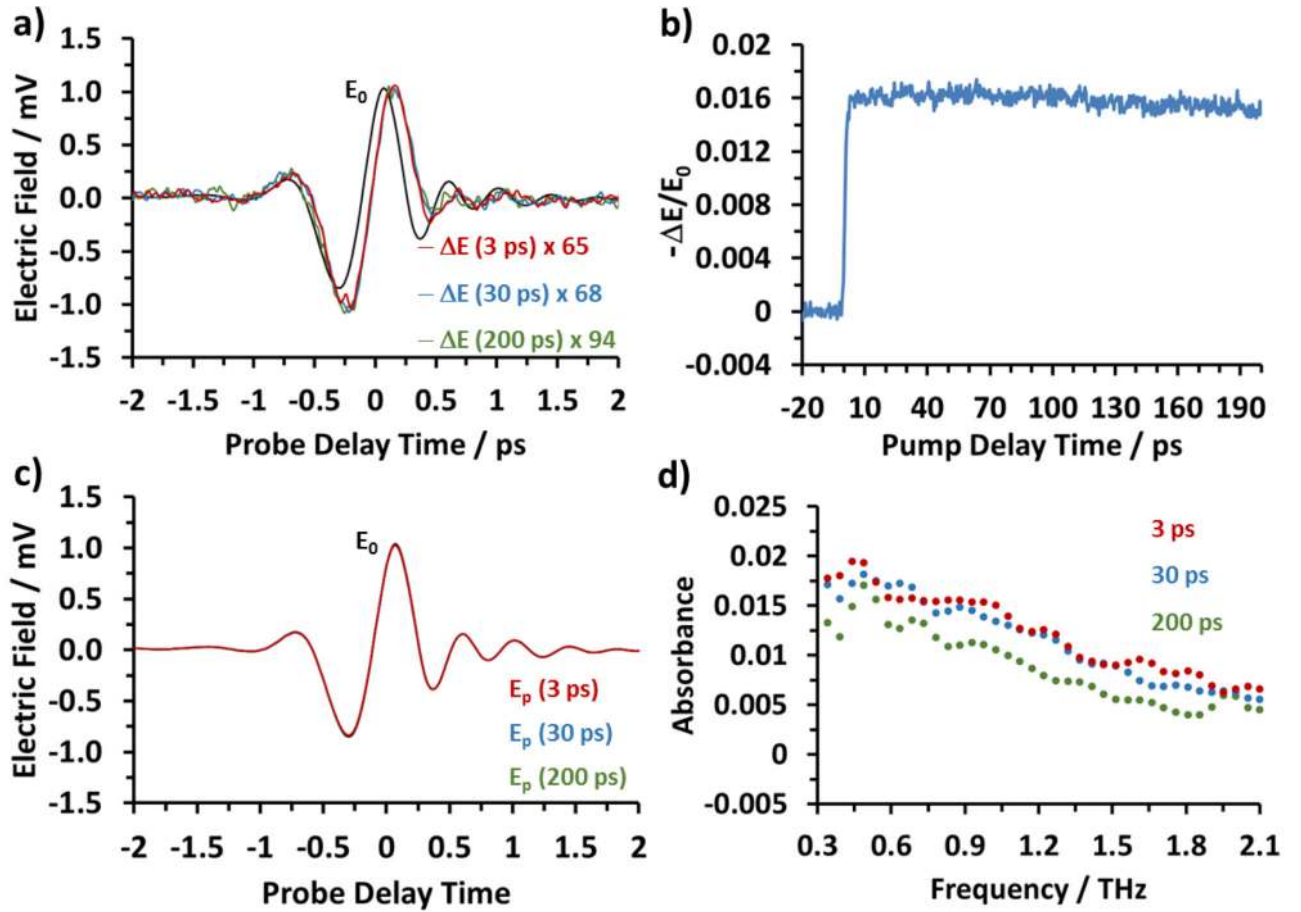 a)
1.5
1.0
0.5
0.0
-0.5
-1.0
-1.5
Electric Field / mV
E0
— ΔE (3 ps) x 65
— ΔE (30 ps) x 68
— ΔE (200 ps) x 94
-2 -1.5 -1 -0.5 0 0.5 1 1.5 2
Probe Delay Time / ps
b)
0.02
0.016
0.012
0.008
0.004
0
-0.004
-ΔE/E0
-20 10 40 70 100 130 160 190
Pump Delay Time / ps
c)
1.5
1.0
0.5
0.0
-0.5
-1.0
-1.5
Electric Field / mV
E0
Ep (3 ps)
Ep (30 ps)
Ep (200 ps)
-2 -1.5 -1 -0.5 0 0.5 1 1.5 2
Probe Delay Time
d)
0.025
0.02
0.015
0.01
0.005
0
-0.005
Absorbance
3 ps
30 ps
200 ps
0.3 0.6 0.9 1.2 1.5 1.8 2.1
Frequency / THz